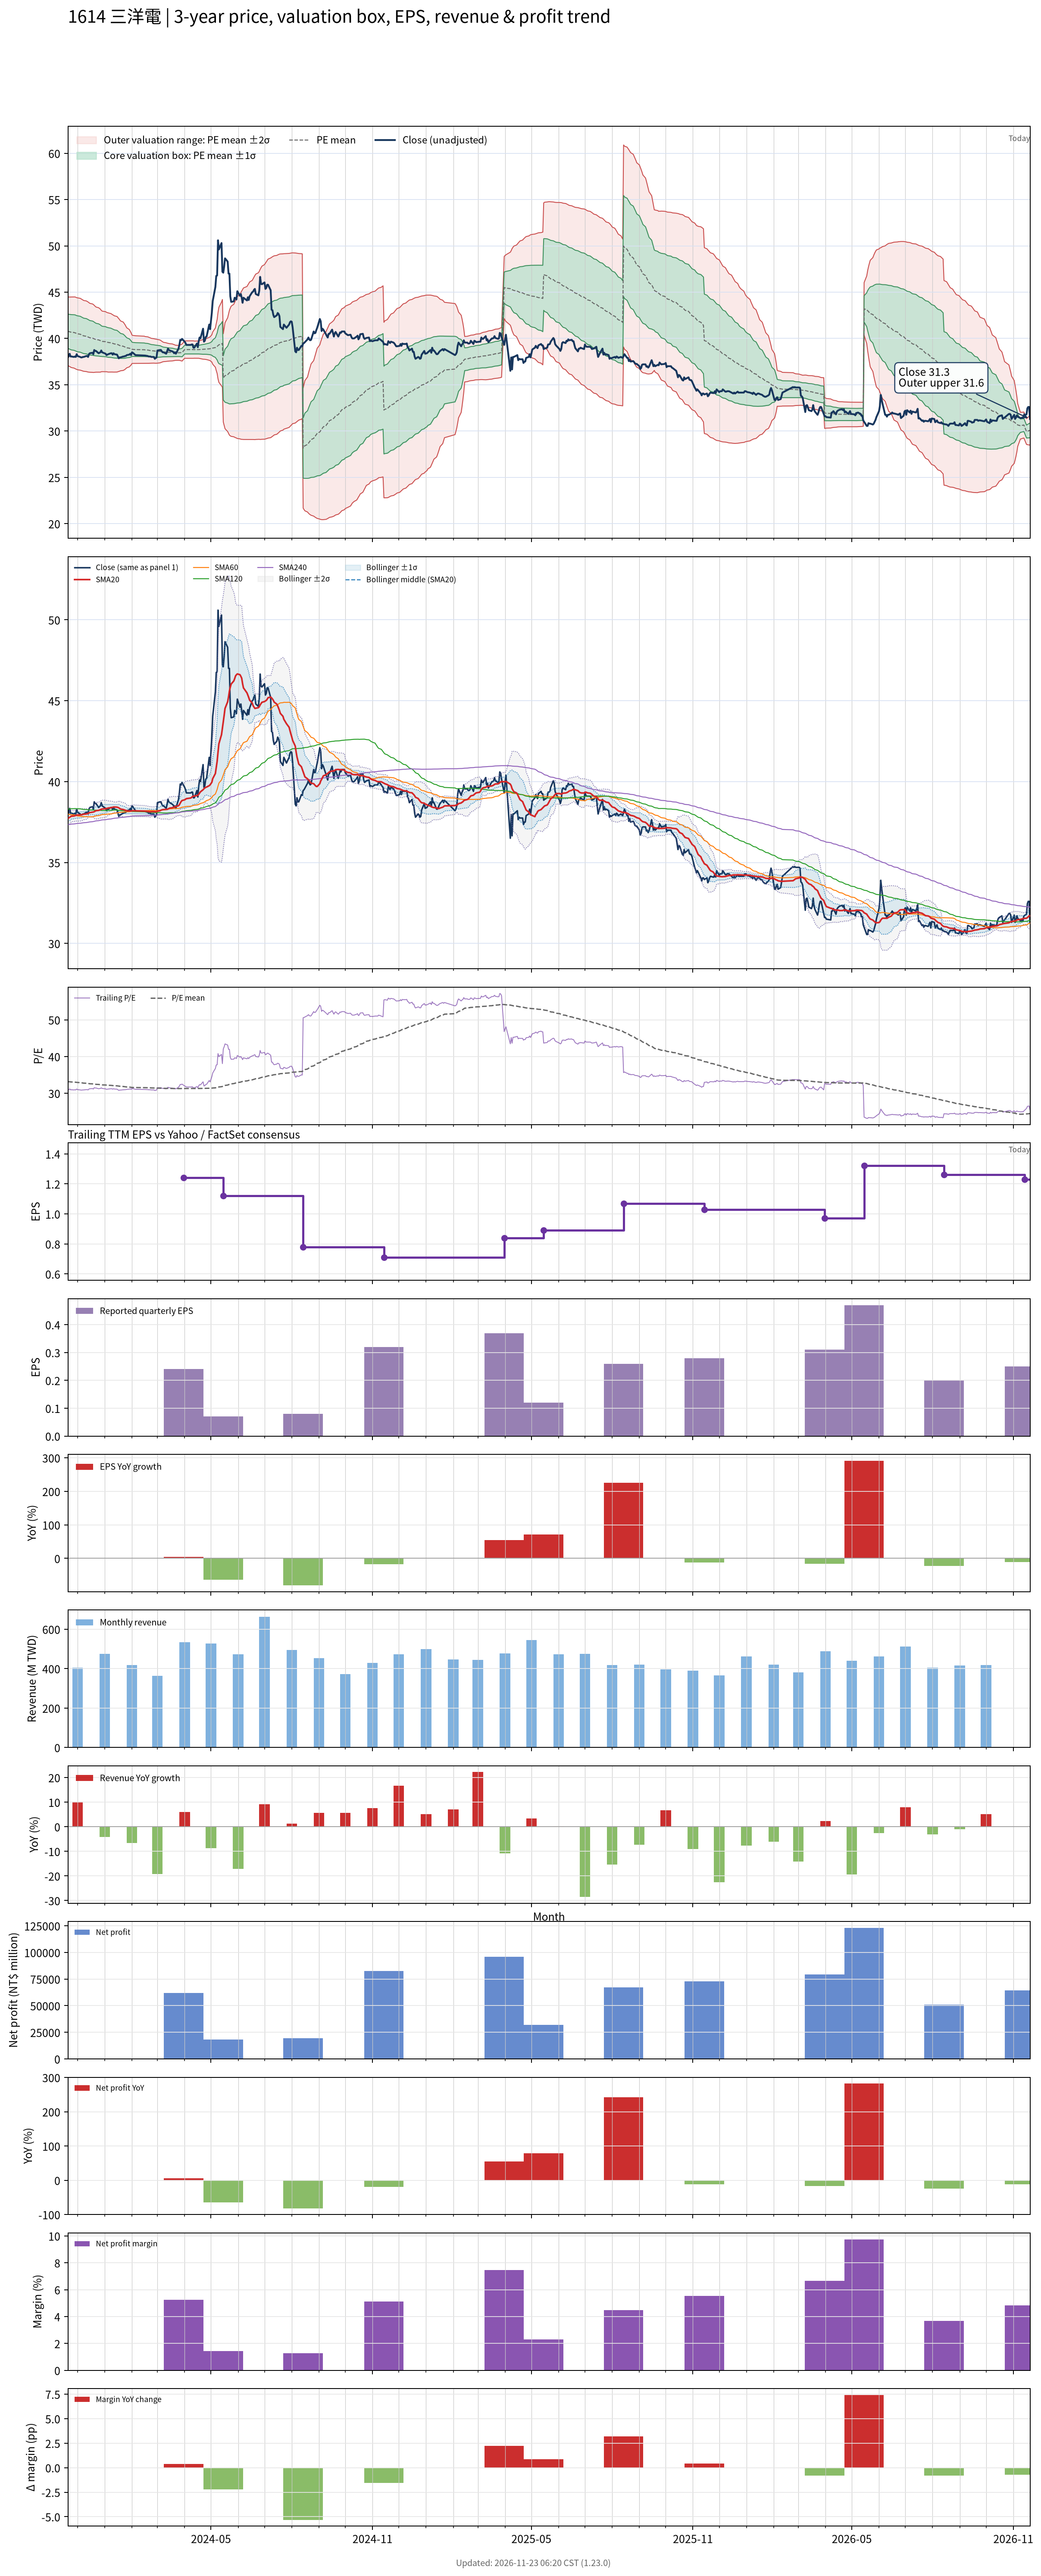 1614 三洋電 | 3-year price, valuation box, EPS, revenue & profit trend
Outer valuation range: PE mean ±2σ
Core valuation box: PE mean ±1σ
PE mean
Close (unadjusted)
Today
Price (TWD)
60
55
50
45
40
35
30
25
20
Close 31.3
Outer upper 31.6
Close (same as panel 1)
SMA20
SMA60
SMA120
SMA240
Bollinger ±2σ
Bollinger ±1σ
Bollinger middle (SMA20)
Price
50
45
40
35
30
Trailing P/E
P/E mean
P/E
50
40
30
Trailing TTM EPS vs Yahoo / FactSet consensus
Today
EPS
1.4
1.2
1.0
0.8
0.6
Reported quarterly EPS
EPS
0.4
0.3
0.2
0.1
0.0
EPS YoY growth
YoY (%)
300
200
100
0
Monthly revenue
Revenue (M TWD)
600
400
200
0
Revenue YoY growth
YoY (%)
20
10
0
-10
-20
-30
Month
Net profit
Net profit (NT$ million)
125000
100000
75000
50000
25000
0
Net profit YoY
YoY (%)
300
200
100
0
-100
Net profit margin
Margin (%)
10
8
6
4
2
0
Margin YoY change
Δ margin (pp)
7.5
5.0
2.5
0.0
-2.5
-5.0
2024-05
2024-11
2025-05
2025-11
2026-05
2026-11
Updated: 2026-11-23 06:20 CST (1.23.0)